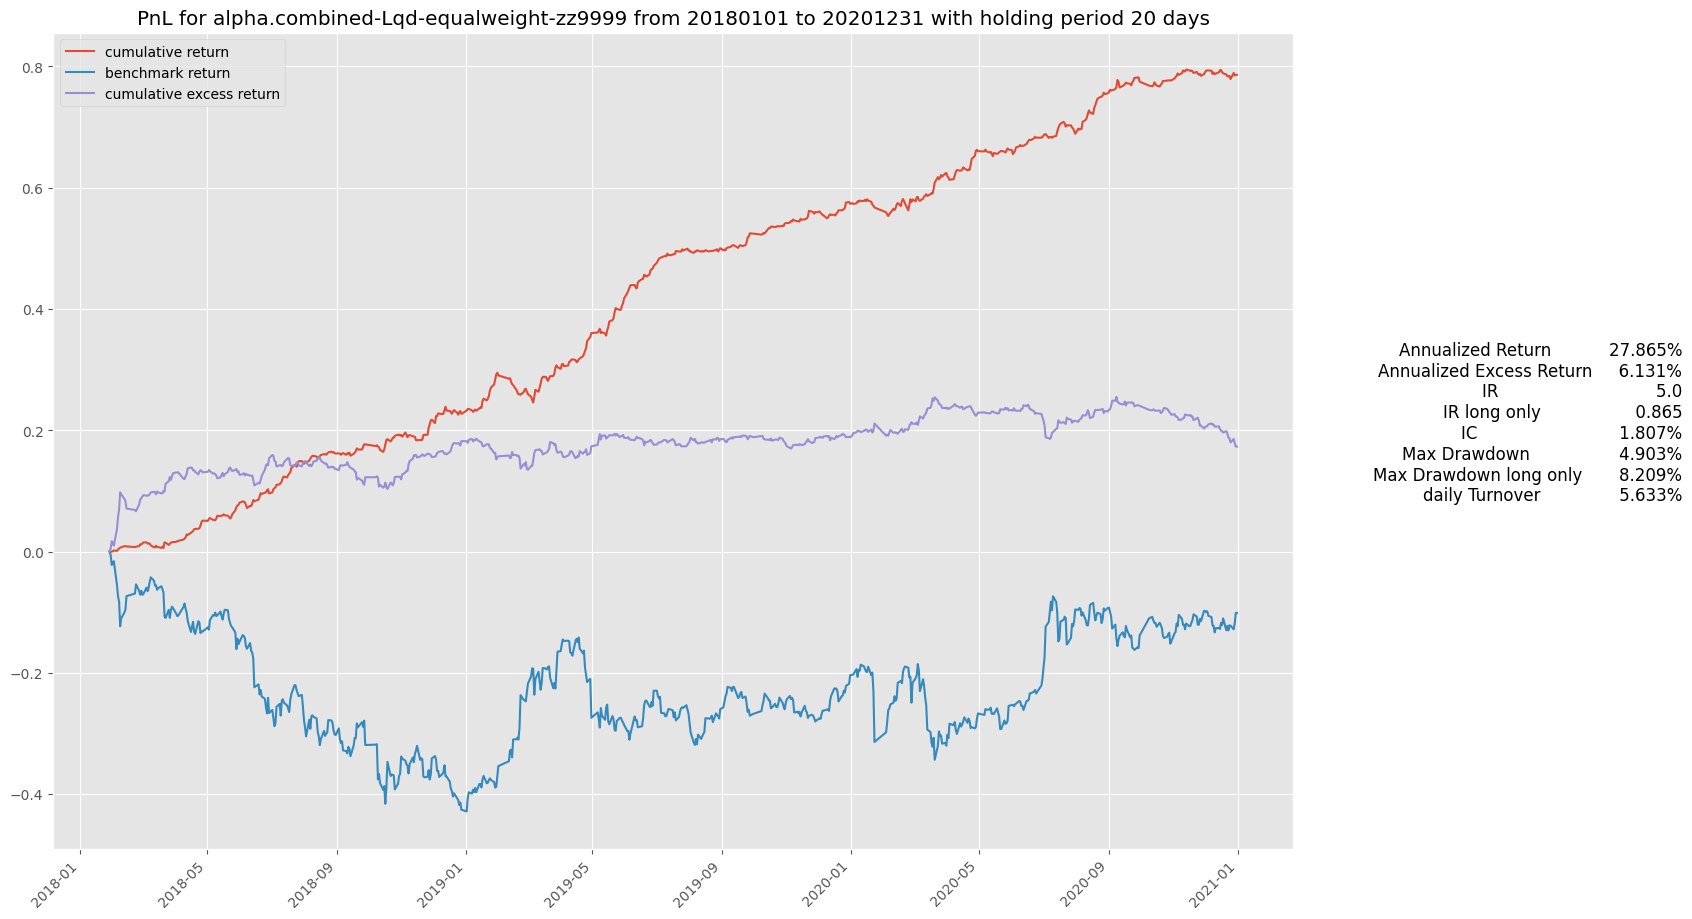 PnL for alpha.combined-Lqd-equalweight-zz9999 from 20180101 to 20201231 with holding period 20 days
cumulative return
benchmark return
cumulative excess return
0.8
0.6
0.4
0.2
0.0
−0.2
−0.4
2018-01
2018-05
2018-09
2019-01
2019-05
2019-09
2020-01
2020-05
2020-09
2021-01
Annualized Return 27.865%
Annualized Excess Return 6.131%
IR 5.0
IR long only 0.865
IC 1.807%
Max Drawdown 4.903%
Max Drawdown long only 8.209%
daily Turnover 5.633%